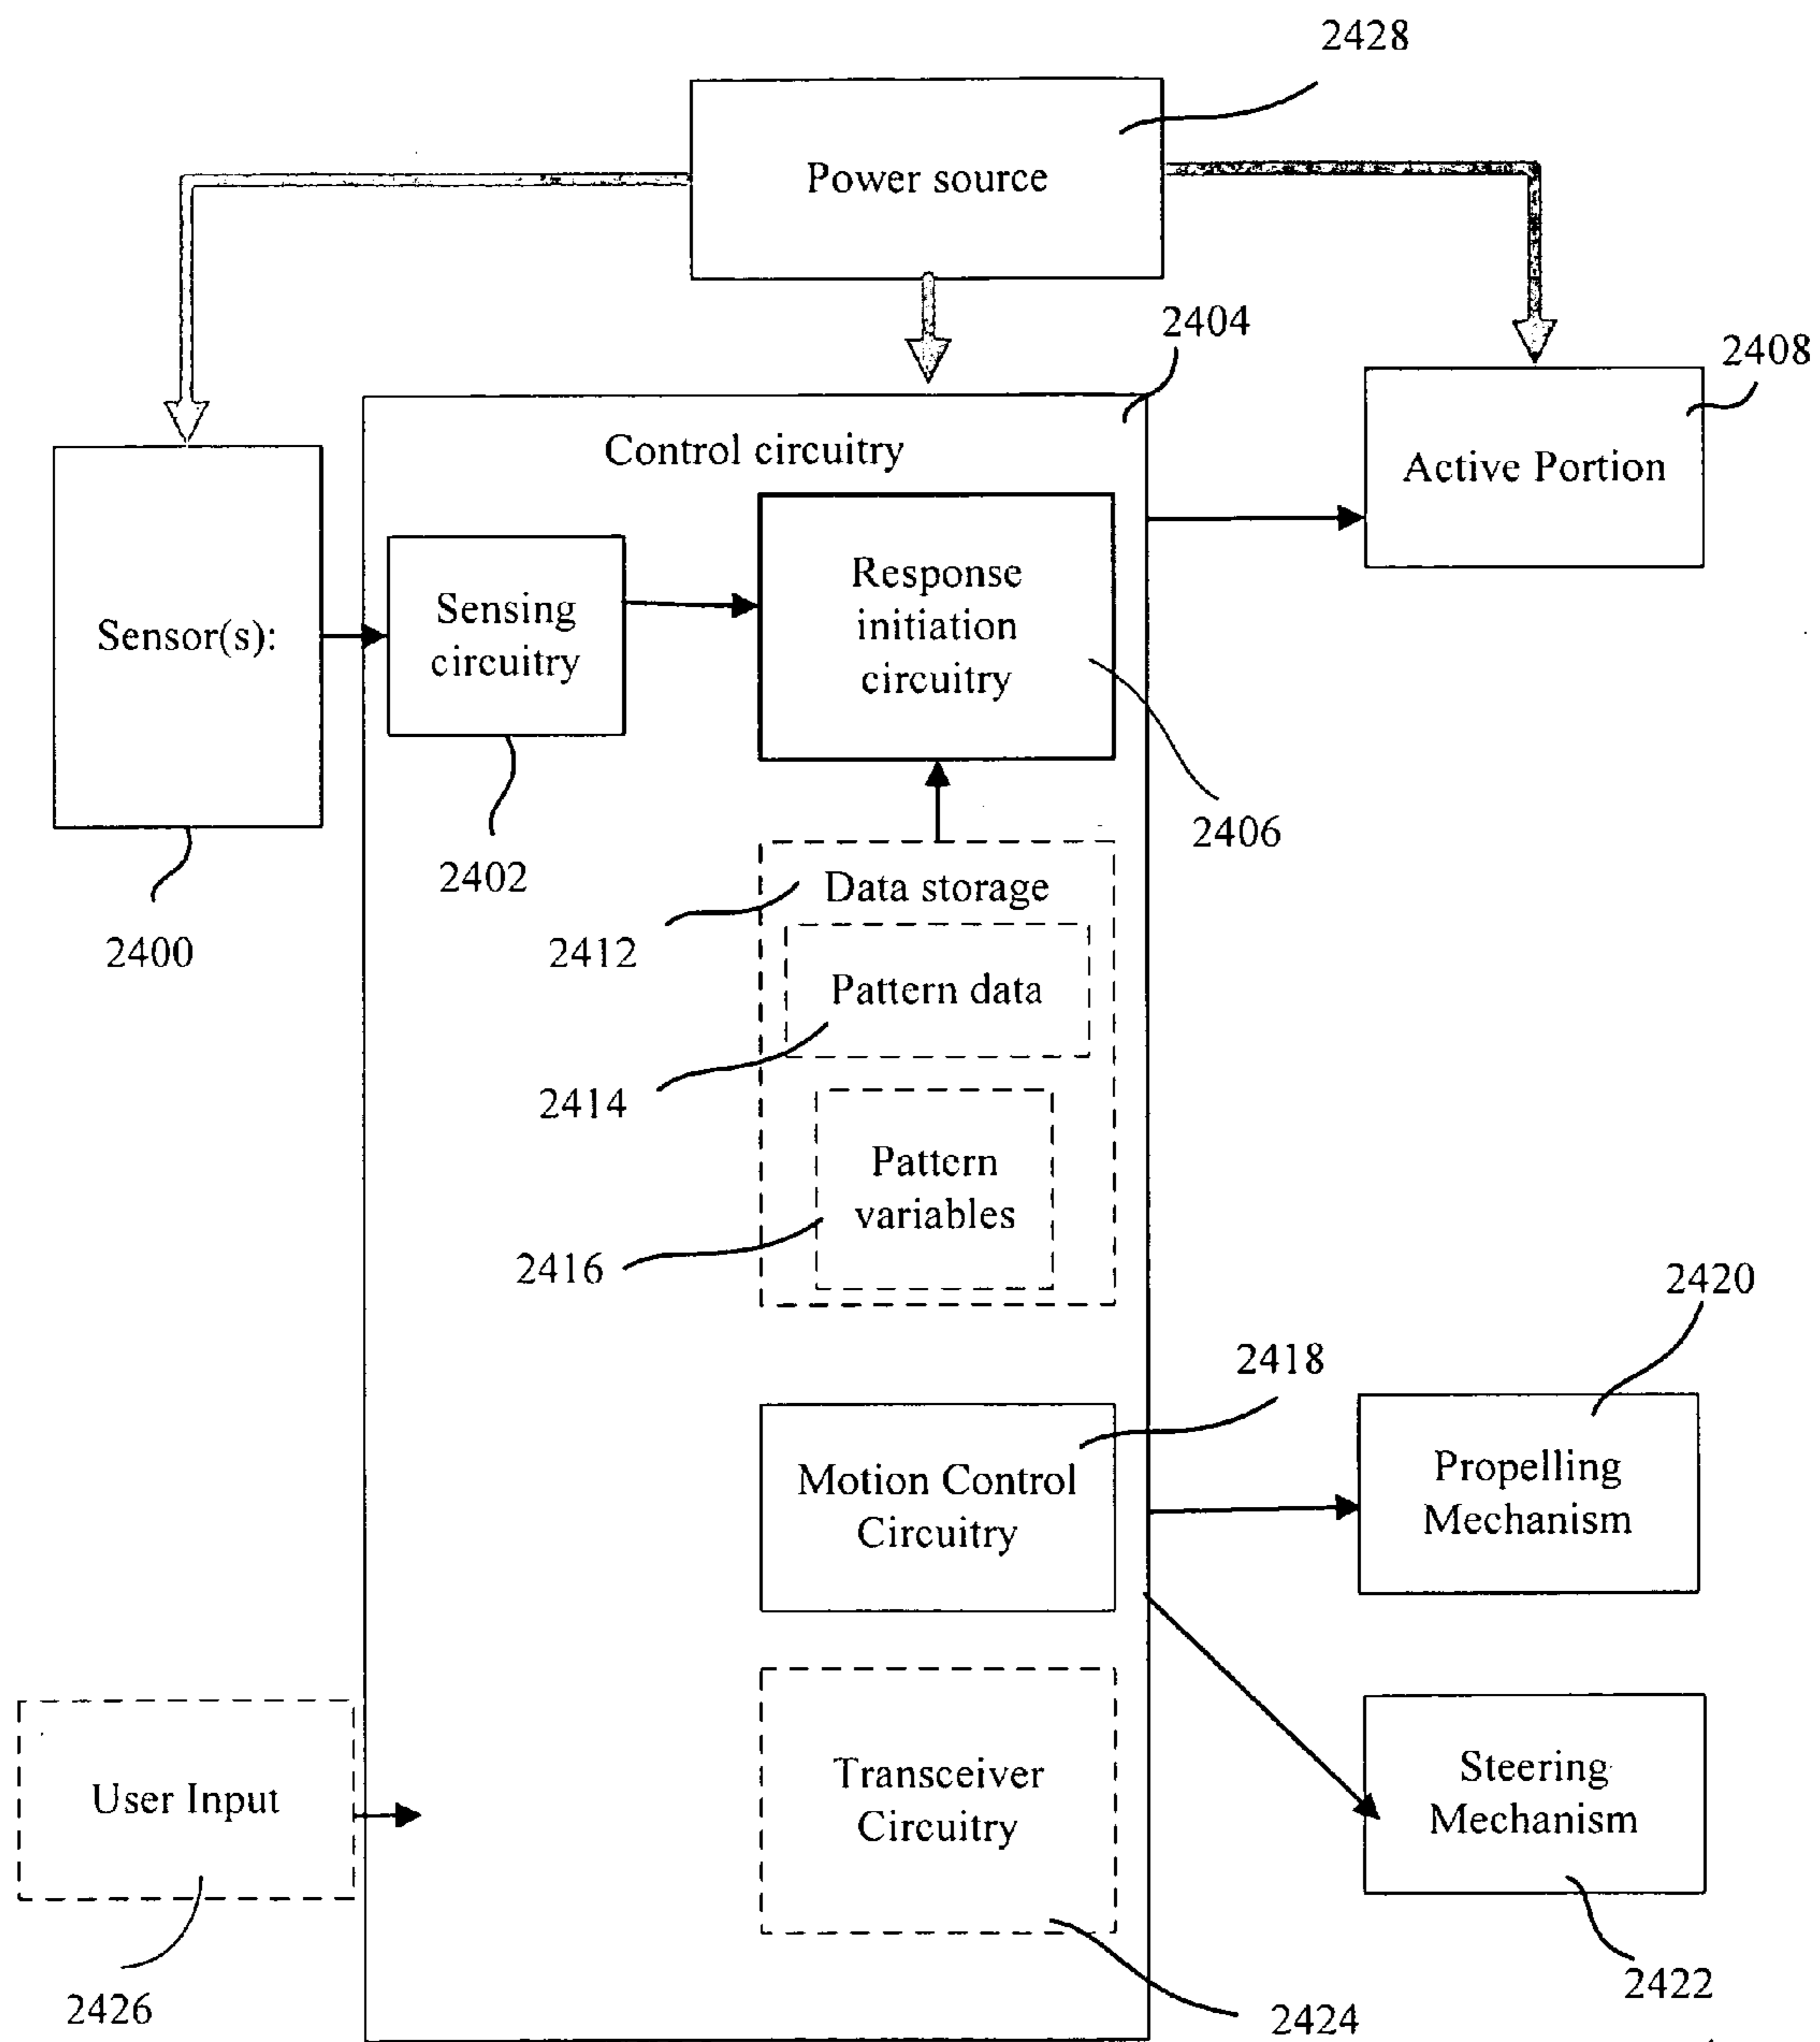 2428
Power source
2404
2408
Control circuitry
Active Portion
Response
initiation
circuitry
Sensing
circuitry
Sensor(s):
2406
2402
Data storage
2400
2412
Pattern data
2414
Pattern
variables
2416
2420
2418
Propelling
Mechanism
Motion Control
Circuitry
Steering
Mechanism
Transceiver
Circuitry
User Input
2422
2426
2424